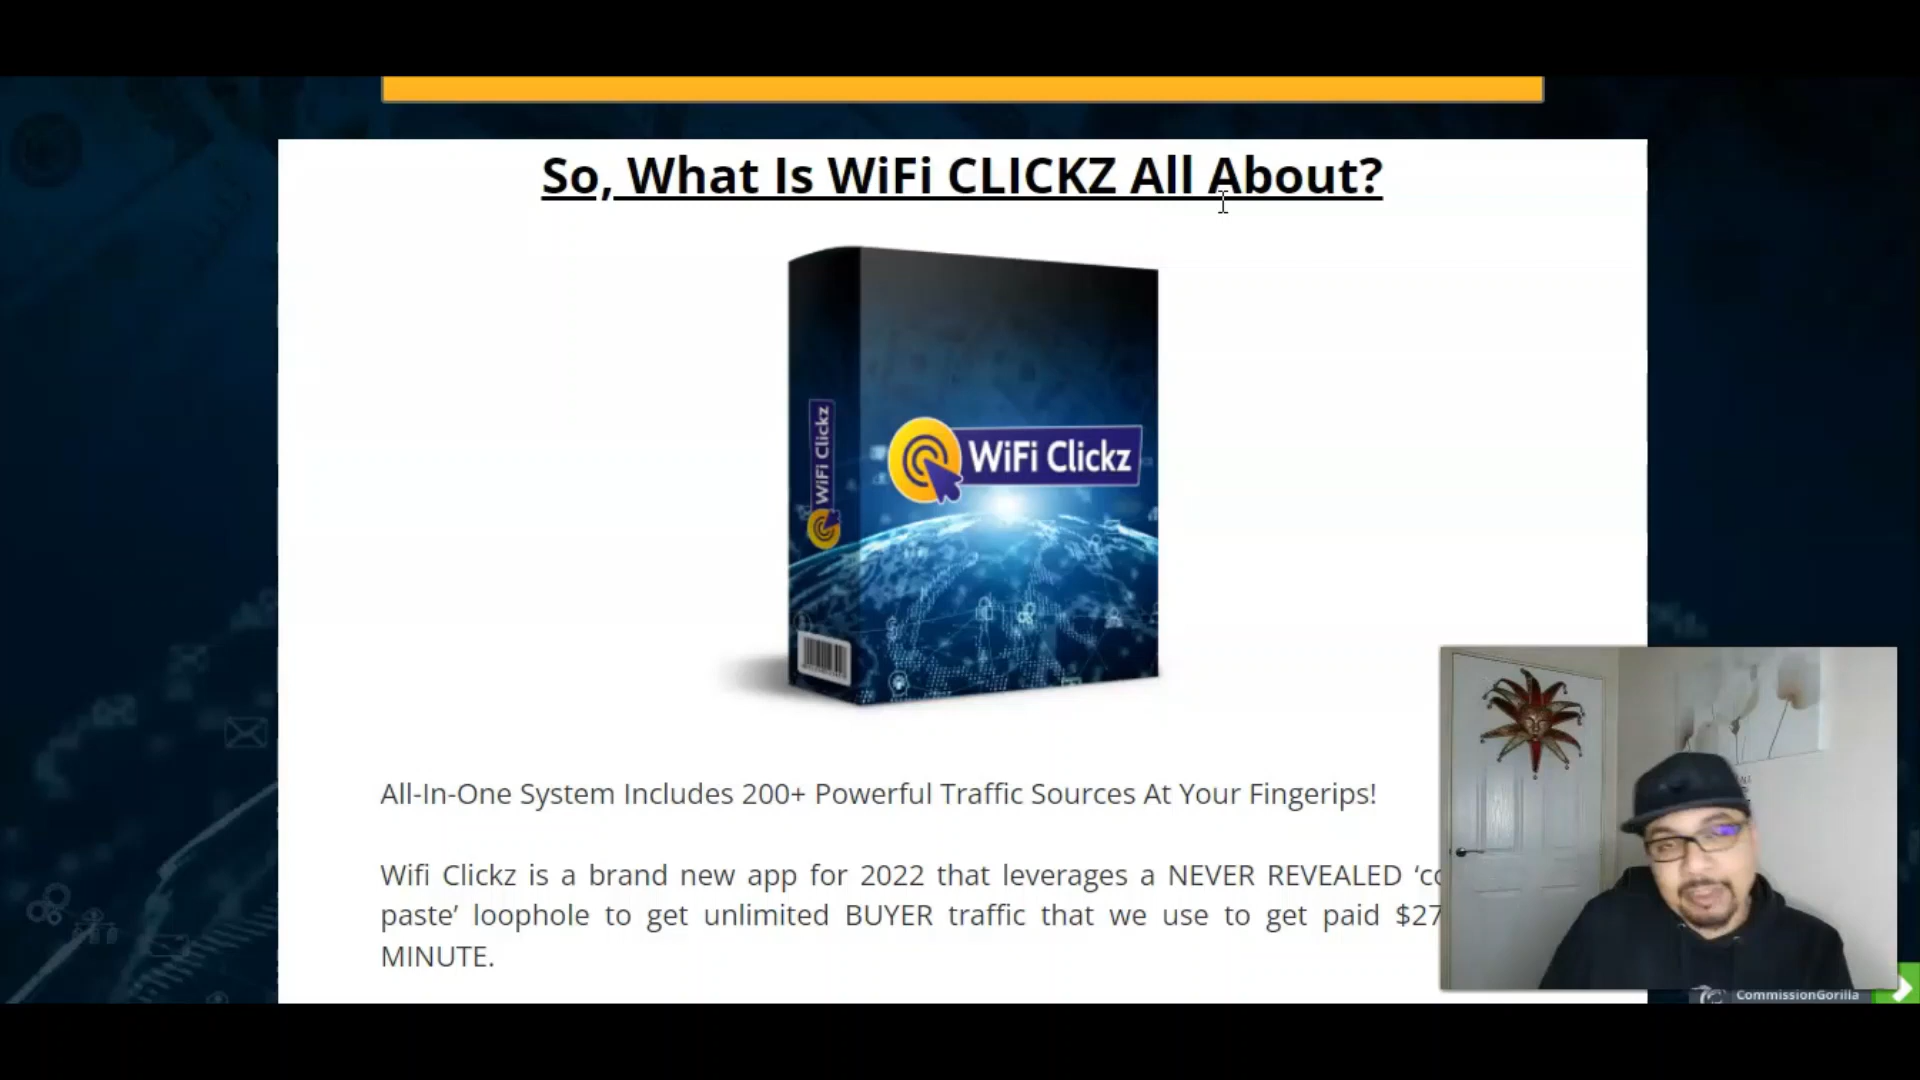 So, What Is WiFi CLICKZ All About?
WiFi Clickz
WiFi Clickz
All-In-One System Includes 200+ Powerful Traffic Sources At Your Fingerips!
Wifi Clickz is a brand new app for 2022 that leverages a NEVER REVEALED ‘co
paste’ loophole to get unlimited BUYER traffic that we use to get paid $27
MINUTE.
CommissionGorilla